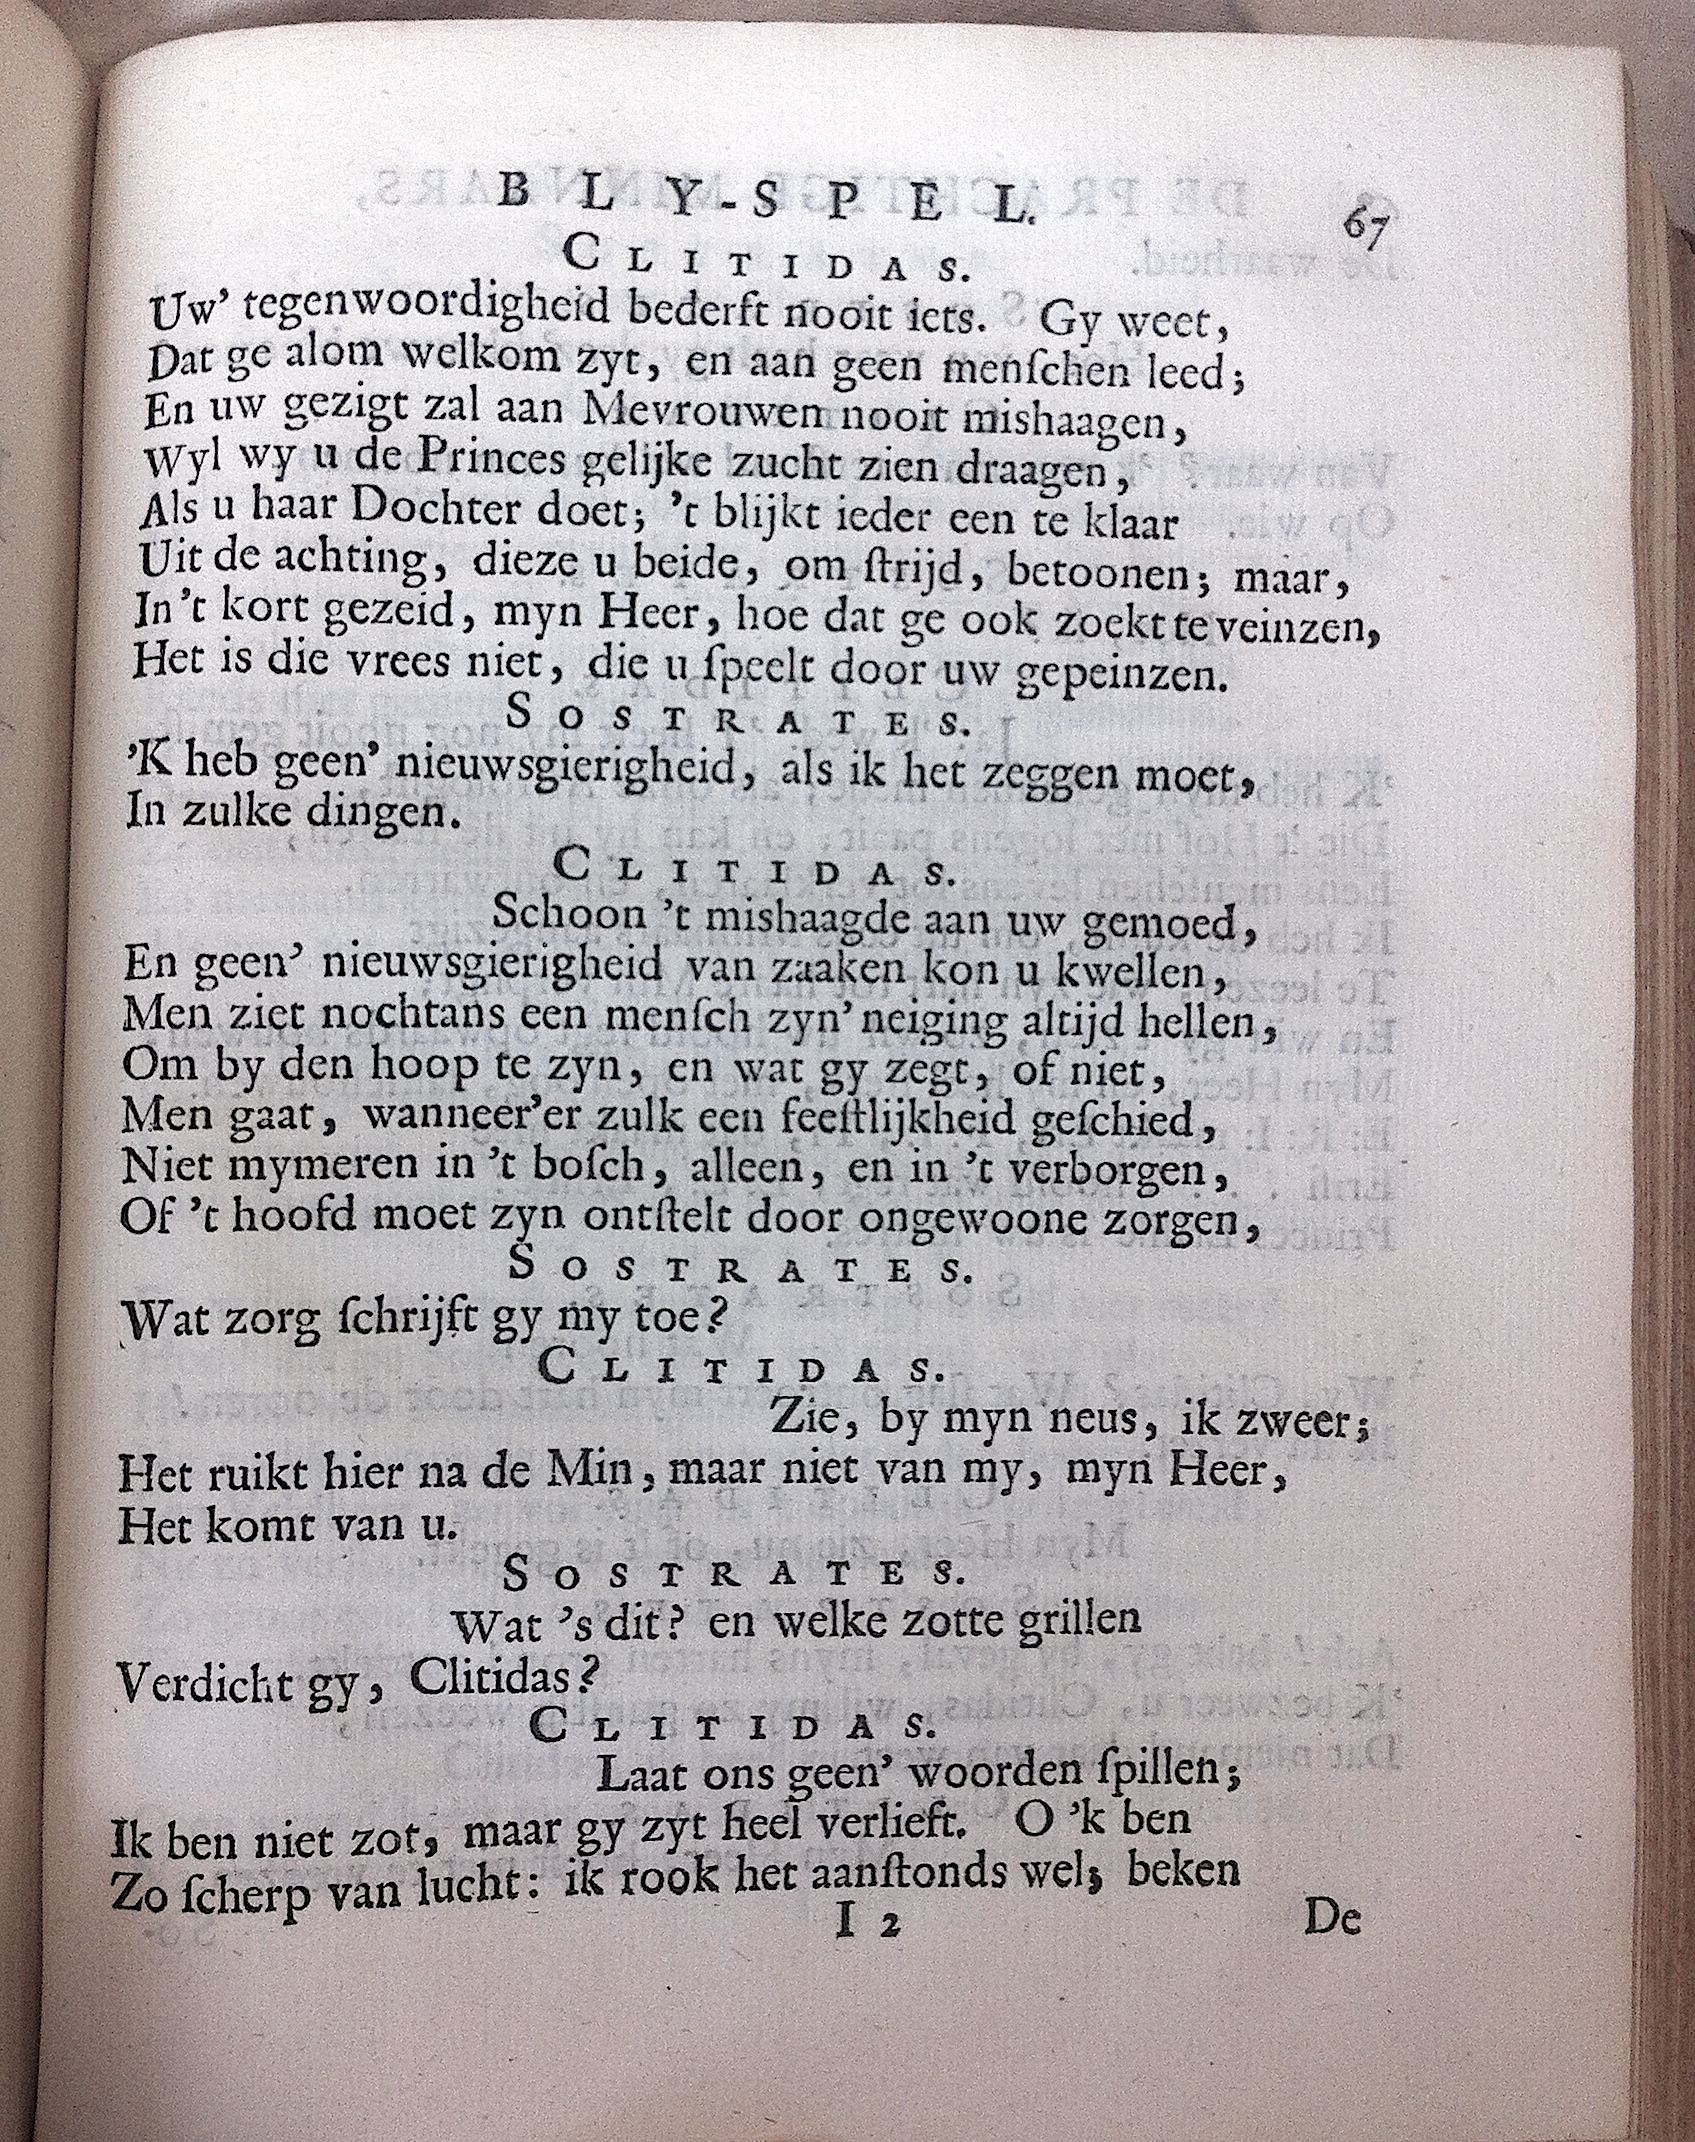 BLY-SPEL. 67
CLITIDAS.
Uw’ tegenwoordigheid bederft nooit iets. Gy weet,
Dat ge alom welkom zyt, en aan geen menſchen leed;
En uw gezigt zal aan Mevrouwen nooit mishaagen,
Wyl wy u de Princes gelijke zucht zien draagen,
Als u haar Dochter doet; ’t blijkt ieder een te klaar
Uit de achting, dieze u beide, om ſtrijd, betoonen; maar,
In’t kort gezeid, myn Heer, hoe dat ge ook zoekt te veinzen,
Het is die vrees niet, die u ſpeelt door uw gepeinzen.
SOSTRATES.
’K heb geen’ nieuwsgierigheid, als ik het zeggen moet,
In zulke dingen.
CLITIDAS.
Schoon ’t mishaagde aan uw gemoed,
En geen’ nieuwsgierigheid van zaaken kon u kwellen,
Men ziet nochtans een menſch zyn’ neiging altijd hellen,
Om by den hoop te zyn, en wat gy zegt, of niet,
Men gaat, wanneer’er zulk een feeſtlijkheid geſchied,
Niet mymeren in ’t boſch, alleen, en in ’t verborgen,
Of ’t hoofd moet zyn ontſtelt door ongewoone zorgen,
SOSTRATES.
Wat zorg ſchrijft gy my toe?
CLITIDAS.
Zie, by myn neus, ik zweer;
Het ruikt hier na de Min, maar niet van my, myn Heer,
Het komt van u.
SOSTRATES.
Wat ’s dit? en welke zotte grillen
Verdicht gy, Clitidas?
CLITIDAS.
Laat ons geen’ woorden ſpillen;
Ik ben niet zot, maar gy zyt heel verlieft. O ’k ben
Zo ſcherp van lucht: ik rook het aanſtonds wel; beken
I 2 De